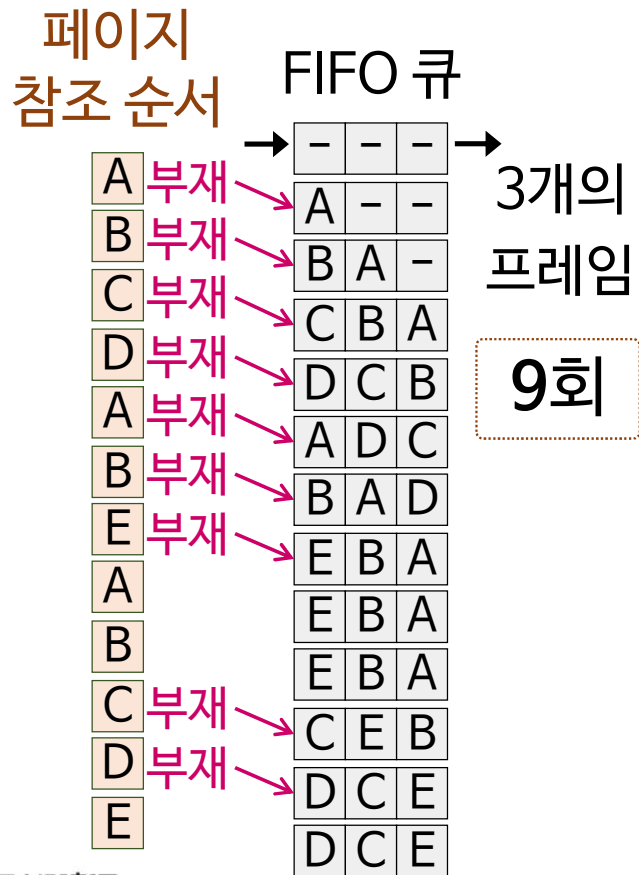 페이지
참조 순서
FIFO 큐
- - -
3개의
프레임
9회
A 부재
A - -
B 부재
B A -
C 부재
C B A
D 부재
D C B
A 부재
A D C
B 부재
B A D
E 부재
E B A
A
E B A
B
E B A
C 부재
C E B
D 부재
D C E
E
D C E